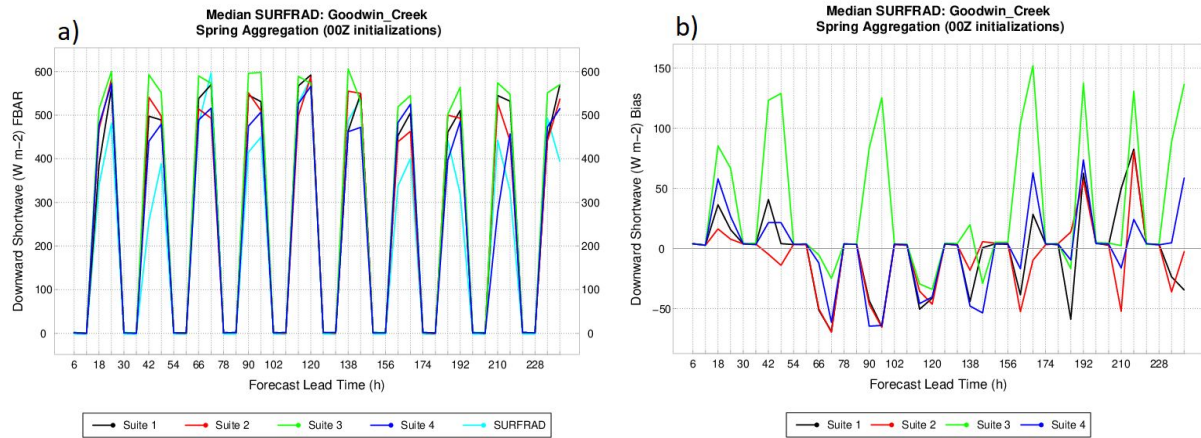 a)
Median SURFRAD: Goodwin_Creek
Spring Aggregation (00Z initializations)
Downward Shortwave (W m-2) FBAR
600
500
400
300
200
100
0
600
500
400
300
200
100
0
6 18 30 42 54 66 78 90 102 120 138 156 174 192 210 228
Forecast Lead Time (h)
Suite 1 Suite 2 Suite 3 Suite 4 SURFRAD
b)
Median SURFRAD: Goodwin_Creek
Spring Aggregation (00Z initializations)
Downward Shortwave (W m-2) Bias
150
100
50
0
−50
6 18 30 42 54 66 78 90 102 120 138 156 174 192 210 228
Forecast Lead Time (h)
Suite 1 Suite 2 Suite 3 Suite 4